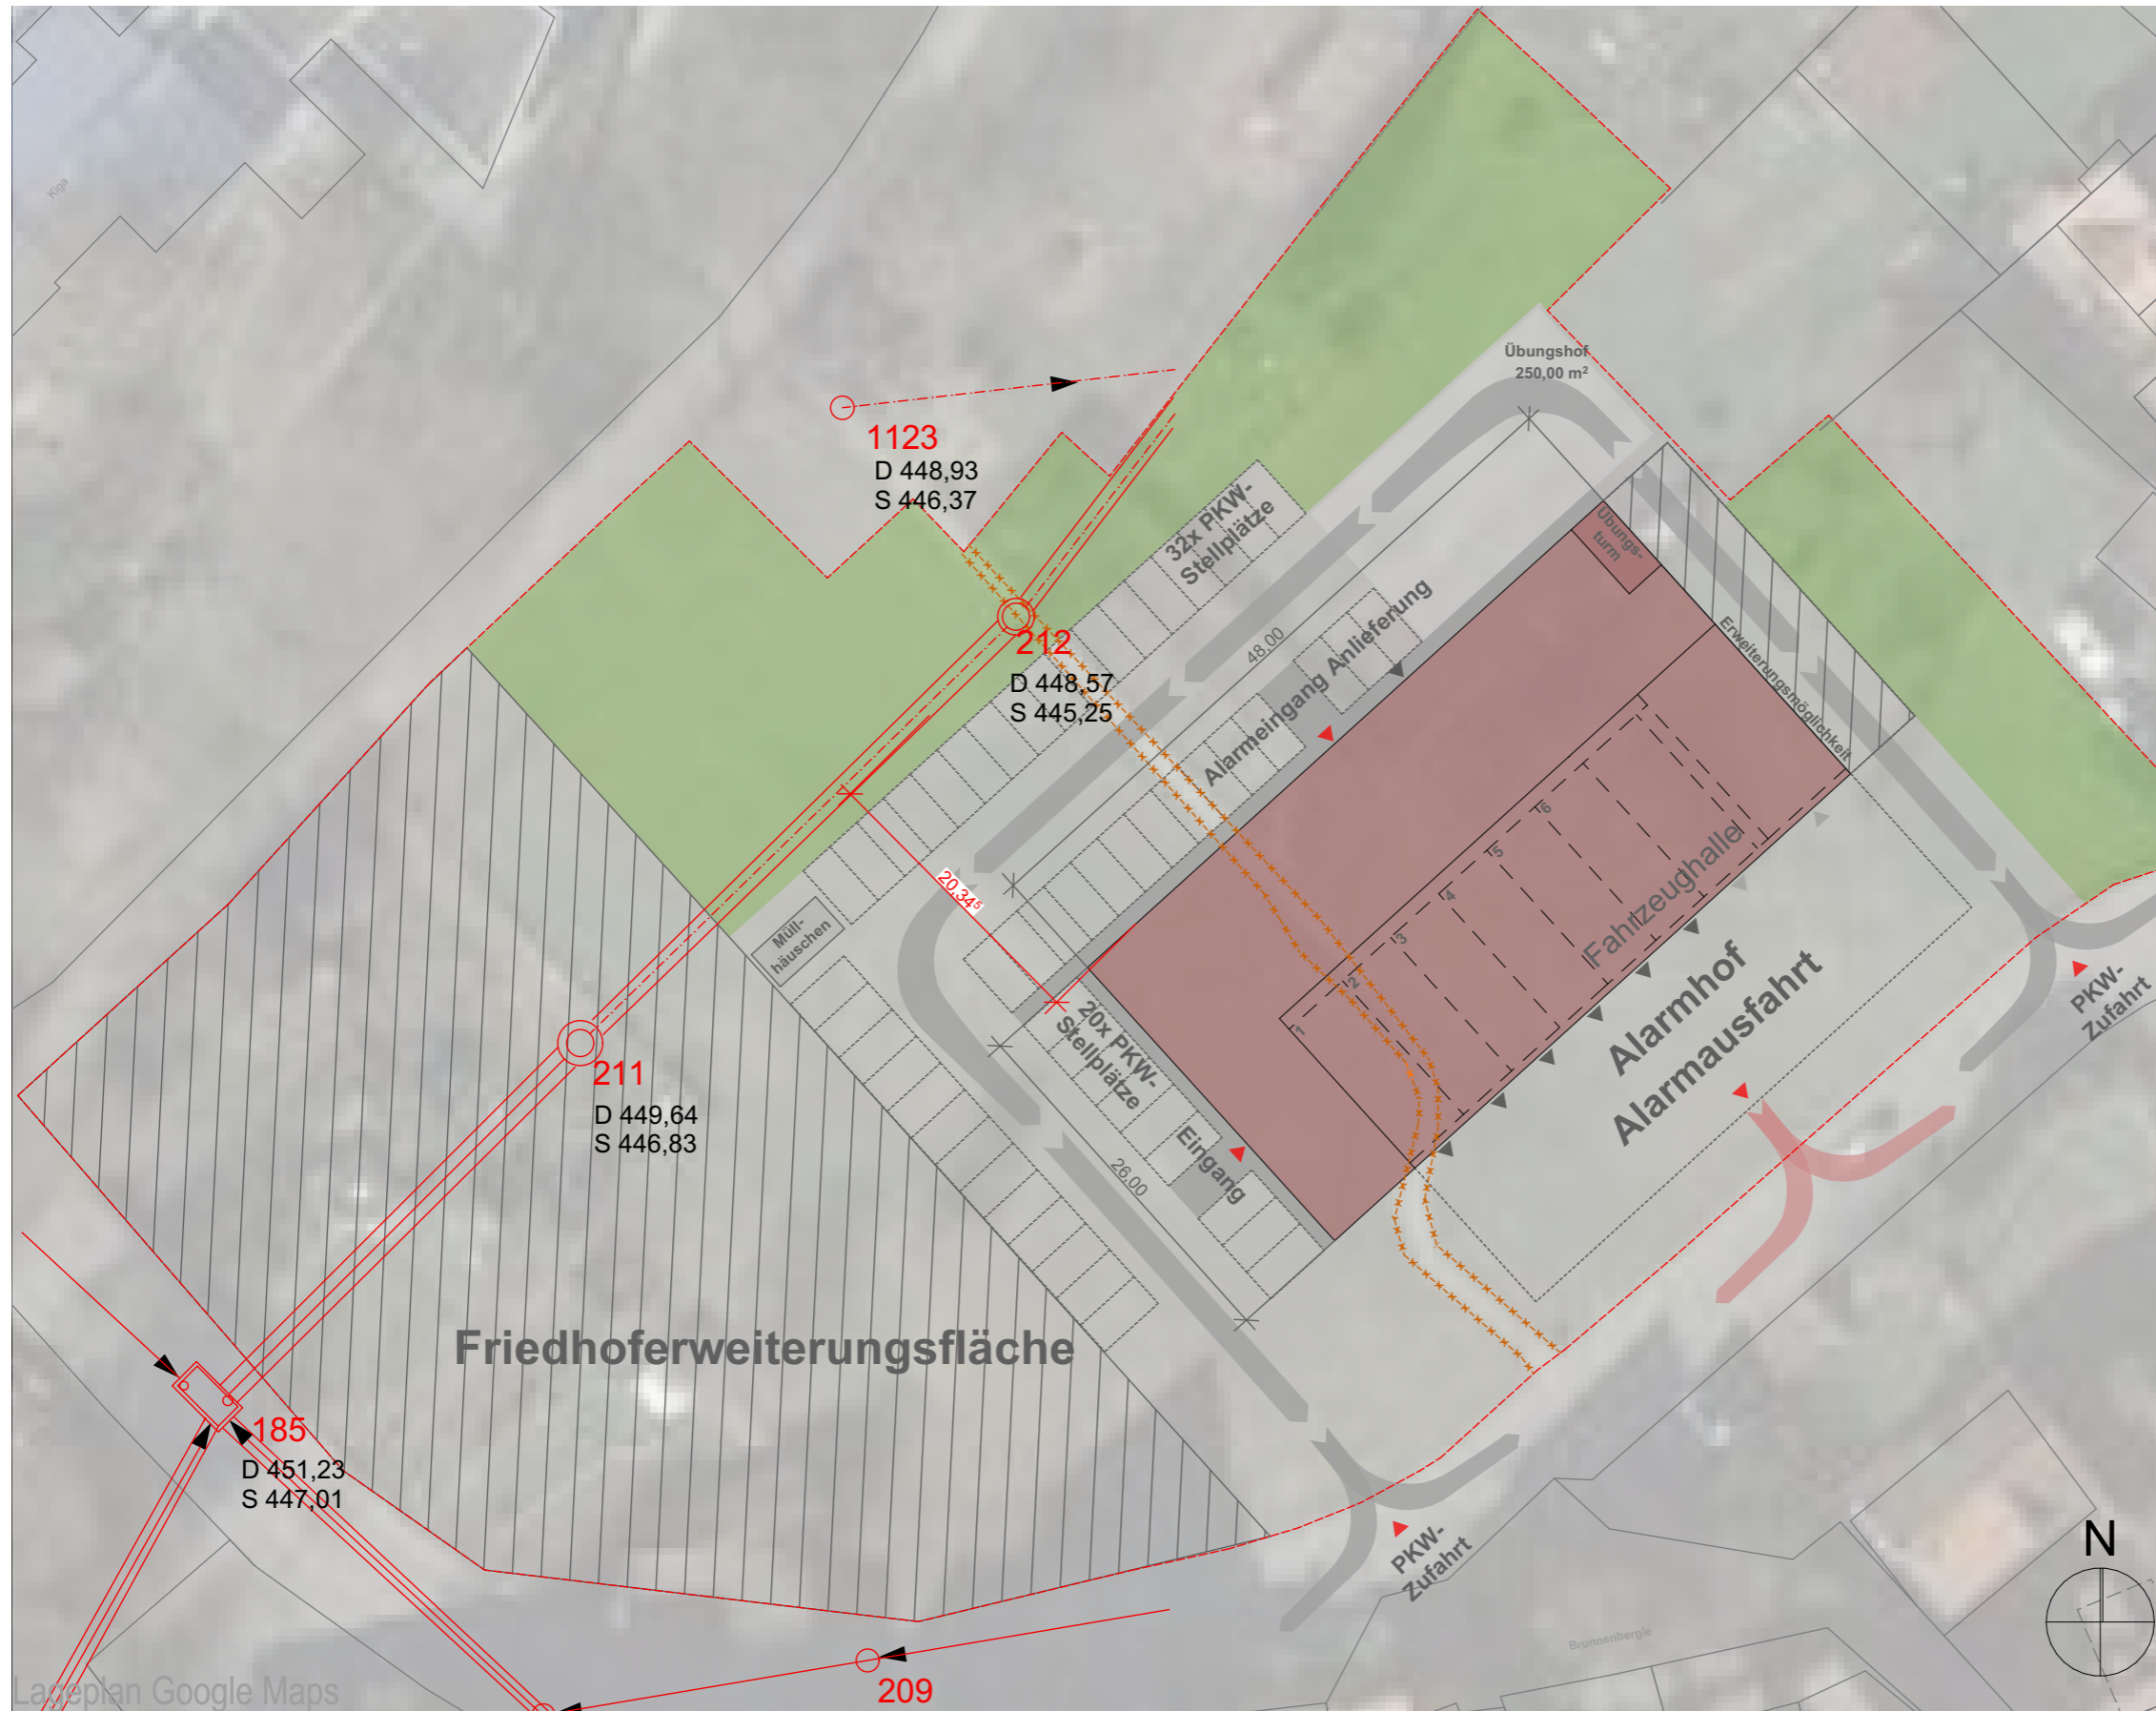 Kiga
Übungshof
250,00 m²
1123
D 448,93
S 446,37
32x PKW-
Stellplätze
Übungs-
turm
212
D 448,57
S 445,25
48,00
Alarmeingang Anlieferung
Erweiterungsmöglichkeit
20,34⁵
Müll-
häuschen
1
2
3
4
5
6
Fahrzeughalle
Alarmhof
Alarmausfahrt
PKW-
Zufahrt
20x PKW-
Stellplätze
Eingang
26,00
211
D 449,64
S 446,83
Friedhoferweiterungsfläche
185
D 451,23
S 447,01
PKW-
Zufahrt
N
Brunnenbergle
209
Lageplan Google Maps